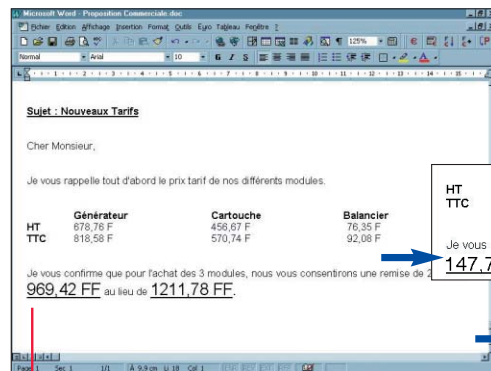 Microsoft Word - Proposition Commerciale.doc
Fichier Edition Affichage Insertion Format Outils Euro Tableau Fenêtre ?
125%
Normal Arial 10 G I S
Sujet : Nouveaux Tarifs
Cher Monsieur,
Je vous rappelle tout d'abord le prix tarif de nos différents modules.
Générateur Cartouche Balancier
HT 678,76 F 456,67 F 76,35 F
TTC 818,58 F 570,74 F 92,08 F
Je vous confirme que pour l'achat des 3 modules, nous vous consentirons une remise de 2
969,42 FF au lieu de 1211,78 FF.
HT
TTC
Je vous
147,7
Page 1 Sec 1 1/1 À 9,9 cm Li 18 Col 1